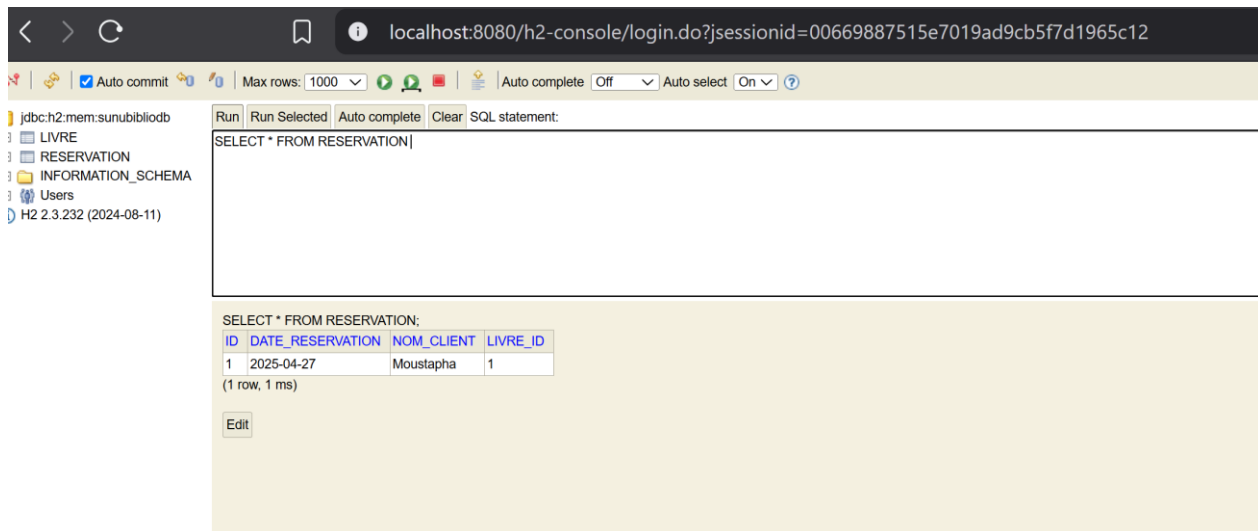 localhost:8080/h2-console/login.do?jsessionid=00669887515e7019ad9cb5f7d1965c12
Auto commit Max rows: 1000 Auto complete Off Auto select On
jdbc:h2:mem:sunubibliodb
LIVRE
RESERVATION
INFORMATION_SCHEMA
Users
H2 2.3.232 (2024-08-11)
Run Run Selected Auto complete Clear SQL statement:
SELECT * FROM RESERVATION
SELECT * FROM RESERVATION;
ID DATE_RESERVATION NOM_CLIENT LIVRE_ID
1 2025-04-27 Moustapha 1
(1 row, 1 ms)
Edit